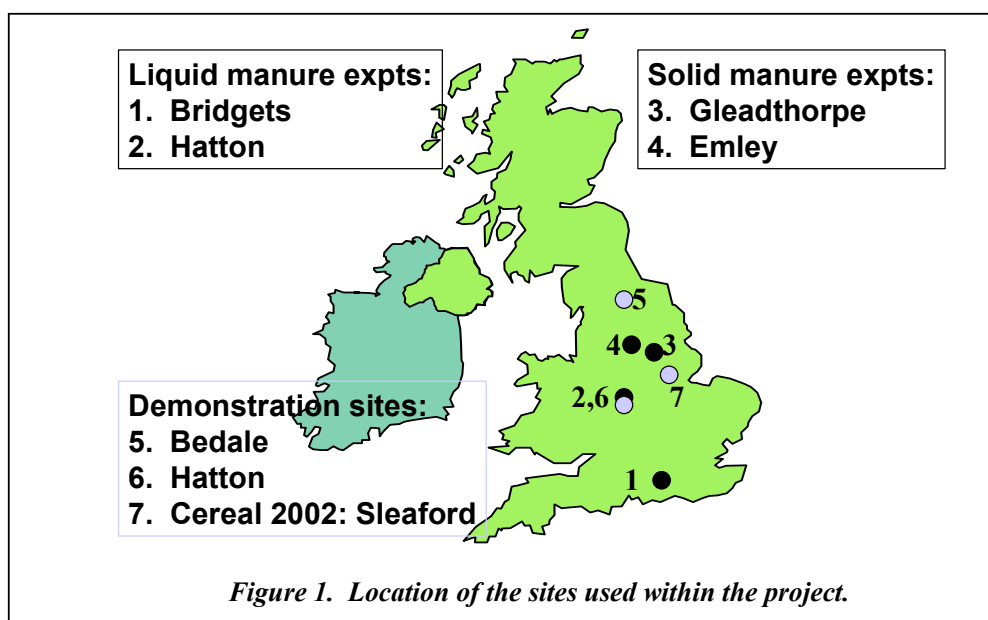 Liquid manure expts:
1. Bridgets
2. Hatton
Solid manure expts:
3. Gleadthorpe
4. Emley
5
4
3
2,6
7
1
Demonstration sites:
5. Bedale
6. Hatton
7. Cereal 2002: Sleaford
Figure 1. Location of the sites used within the project.